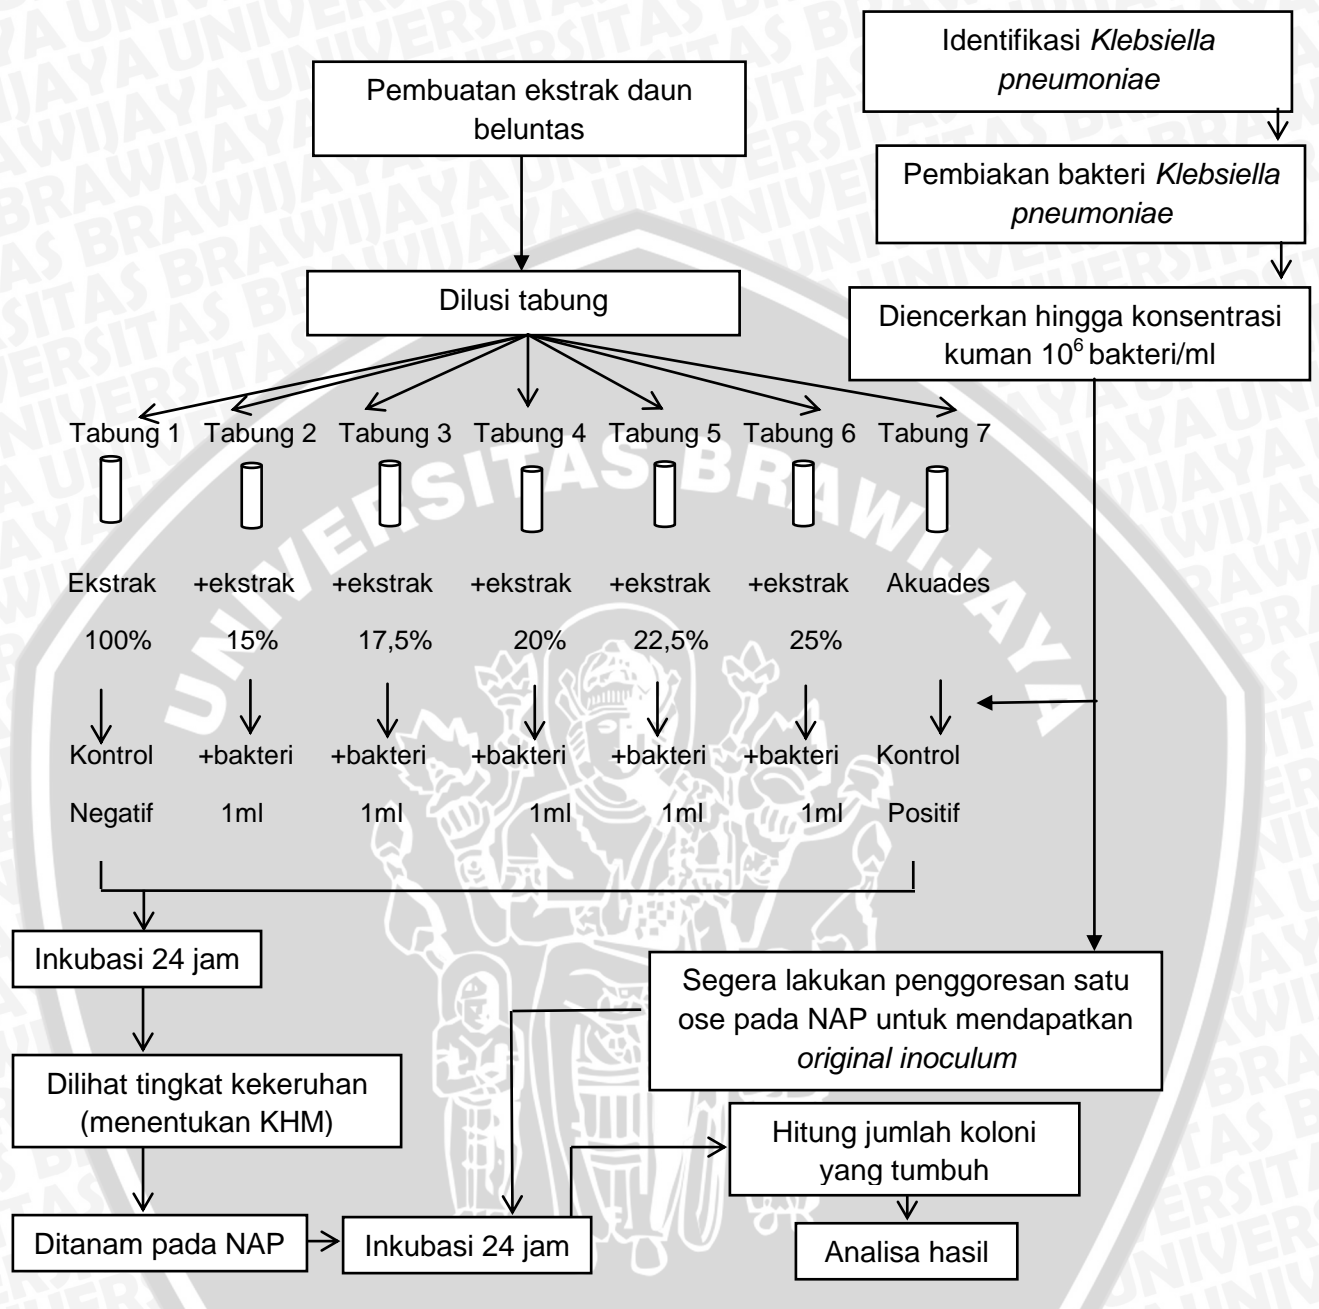 Identifikasi Klebsiella
pneumoniae
Pembuatan ekstrak daun
beluntas
Pembiakan bakteri Klebsiella
pneumoniae
Dilusi tabung
Diencerkan hingga konsentrasi
kuman 10⁶ bakteri/ml
Tabung 1 Tabung 2 Tabung 3 Tabung 4 Tabung 5 Tabung 6 Tabung 7
Ekstrak +ekstrak +ekstrak +ekstrak +ekstrak +ekstrak Akuades
100% 15% 17,5% 20% 22,5% 25%
Kontrol +bakteri +bakteri +bakteri +bakteri +bakteri Kontrol
Negatif 1ml 1ml 1ml 1ml 1ml Positif
Inkubasi 24 jam
Segera lakukan penggoresan satu
ose pada NAP untuk mendapatkan
original inoculum
Dilihat tingkat kekeruhan
(menentukan KHM)
Hitung jumlah koloni
yang tumbuh
Ditanam pada NAP
Inkubasi 24 jam
Analisa hasil
UNIVERSITAS BRAWIJAYA